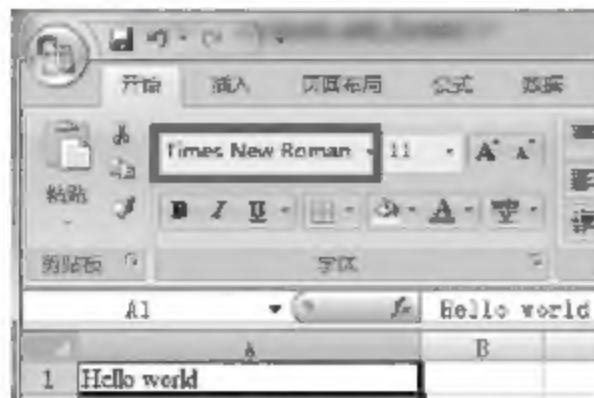 开始 插入 页面布局 公式 数据
Times New Roman 11 A A
粘贴
B I U A
剪贴板 字体
A1 fx Hello world
A B
1 Hello world